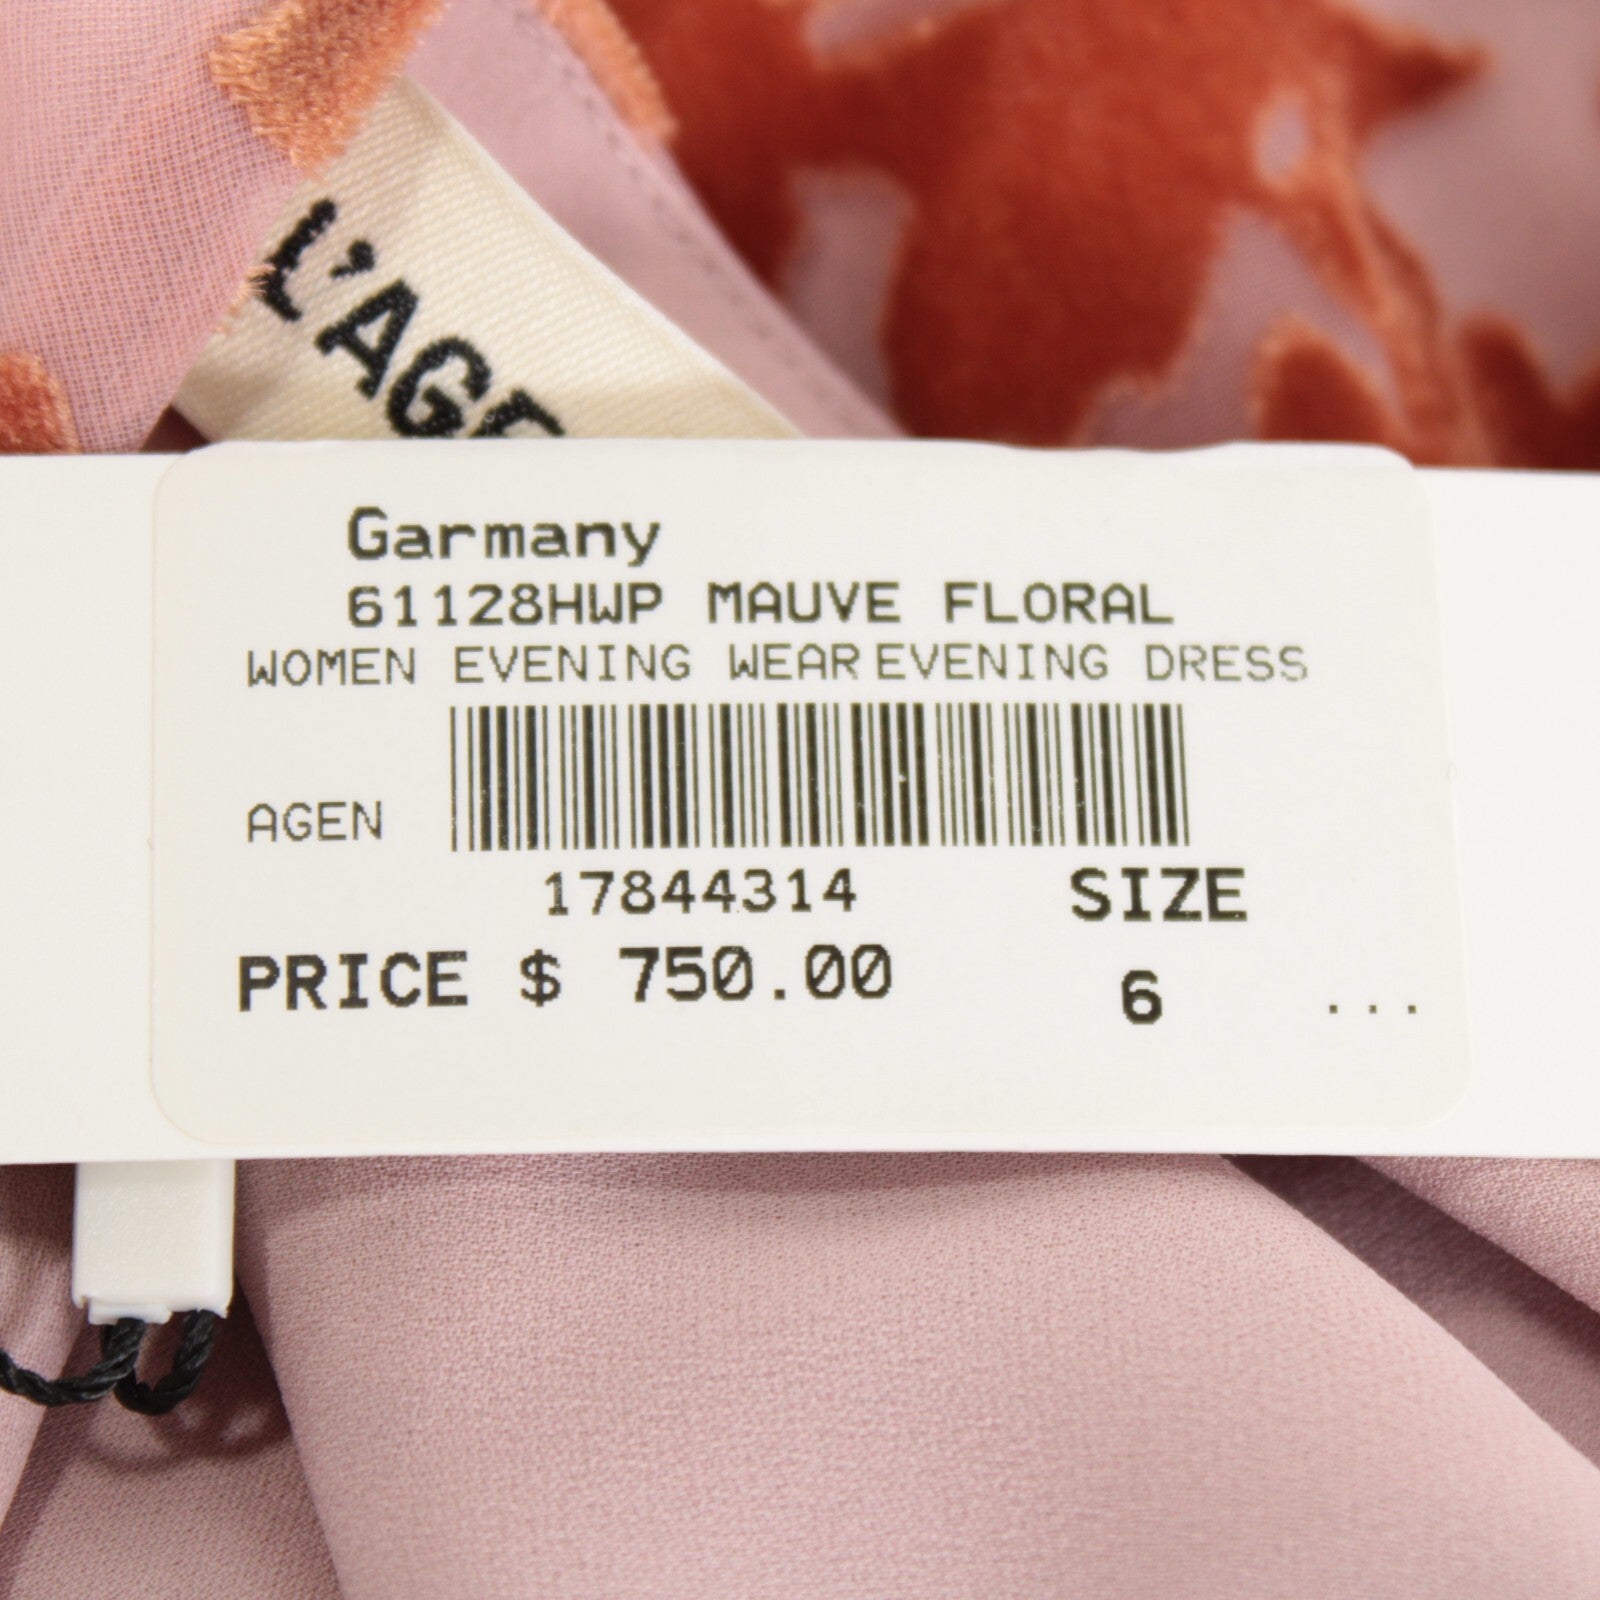 L'AGE
Garmany
61128HWP MAUVE FLORAL
WOMEN EVENING WEAR EVENING DRESS
AGEN
17844314
SIZE
PRICE $ 750.00
6
...